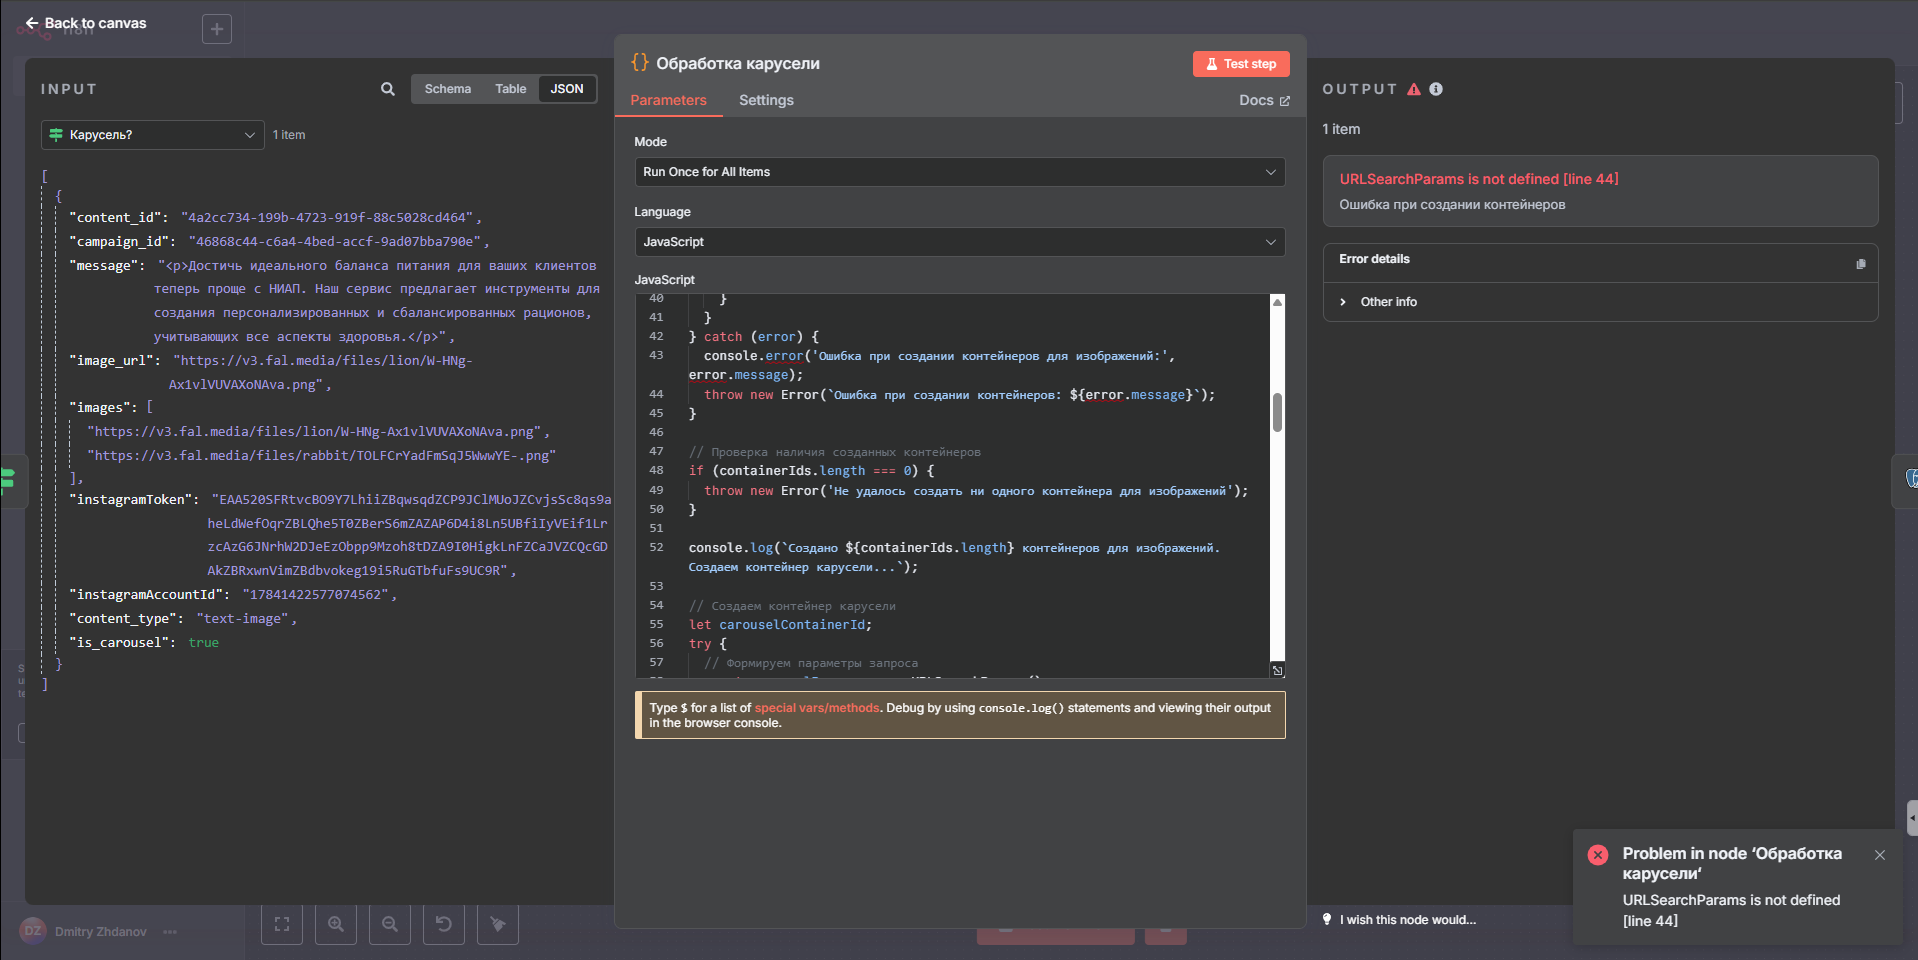 Back to canvas
n8n
INPUT
Schema
Table
JSON
Карусель?
1 item
[
{
"content_id": "4a2cc734-199b-4723-919f-88c5028cd464",
"campaign_id": "46868c44-c6a4-4bed-accf-9ad07bba790e",
"message": "<p>Достичь идеального баланса питания для ваших клиентов
теперь проще с НИАП. Наш сервис предлагает инструменты для
создания персонализированных и сбалансированных рационов,
учитывающих все аспекты здоровья.</p>",
"image_url": "https://v3.fal.media/files/lion/W-HNg-
Ax1vlVUVAXoNAva.png",
"images": [
"https://v3.fal.media/files/lion/W-HNg-Ax1vlVUVAXoNAva.png",
"https://v3.fal.media/files/rabbit/TOLFCrYadFmSqJ5WwwYE-.png"
],
"instagramToken": "EAA520SFRtvcBO9Y7LhiiZBqwsqdZCP9JClMUoJZCvjsSc8qs9a
heLdWefOqrZBLQhe5T0ZBerS6mZAZAP6D4i8Ln5UBfiIyVEif1Lr
zcAzG6JNrhW2DJeEzObpp9Mzoh8tDZA9I0HigkLnFZCaJVZCQcGD
AkZBRxwnVimZBdbvokeg19i5RuGTbfuFs9UC9R",
"instagramAccountId": "17841422577074562",
"content_type": "text-image",
"is_carousel": true
}
]
Обработка карусели
Test step
Parameters
Settings
Docs
Mode
Run Once for All Items
Language
JavaScript
JavaScript
40 }
41 }
42 } catch (error) {
43 console.error('Ошибка при создании контейнеров для изображений:',
error.message);
44 throw new Error(`Ошибка при создании контейнеров: ${error.message}`);
45 }
46
47 // Проверка наличия созданных контейнеров
48 if (containerIds.length === 0) {
49 throw new Error('Не удалось создать ни одного контейнера для изображений');
50 }
51
52 console.log(`Создано ${containerIds.length} контейнеров для изображений.
Создаем контейнер карусели...`);
53
54 // Создаем контейнер карусели
55 let carouselContainerId;
56 try {
57 // Формируем параметры запроса
Type $ for a list of special vars/methods. Debug by using console.log() statements and viewing their output
in the browser console.
OUTPUT
1 item
URLSearchParams is not defined [line 44]
Ошибка при создании контейнеров
Error details
Other info
I wish this node would...
Problem in node ‘Обработка
карусели‘
URLSearchParams is not defined
[line 44]
DZ
Dmitry Zhdanov